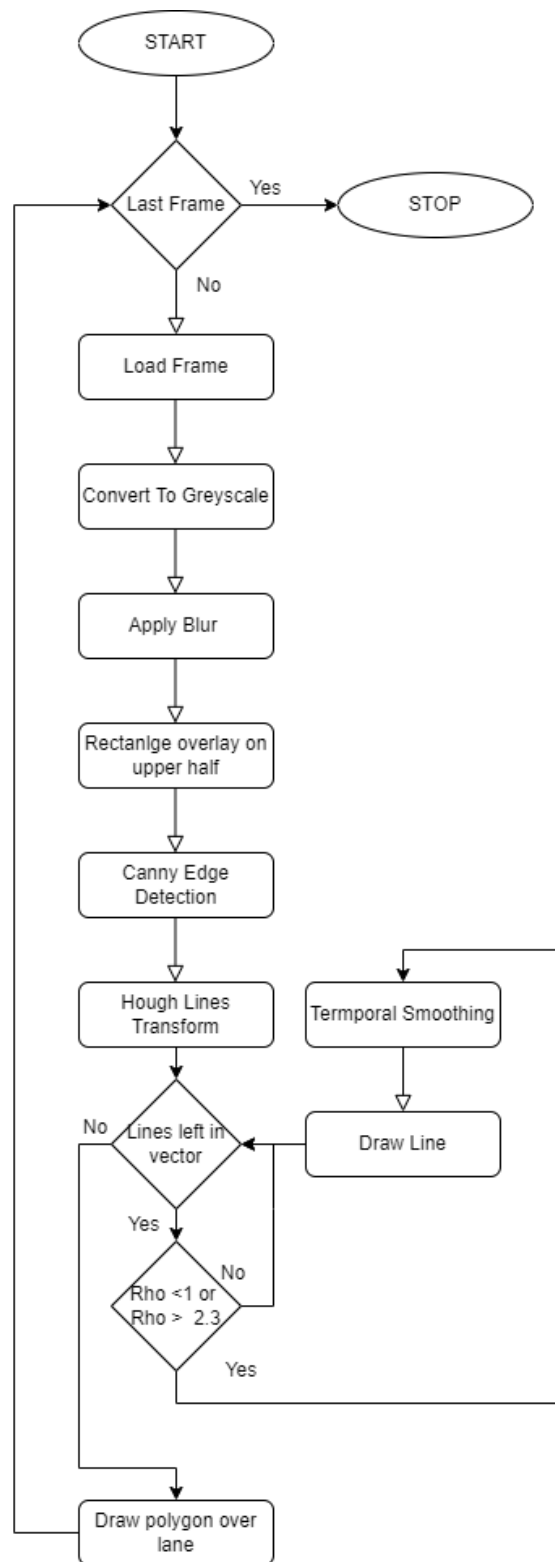 START
Last Frame
Yes
STOP
No
Load Frame
Convert To Greyscale
Apply Blur
Rectanlge overlay on
upper half
Canny Edge
Detection
Hough Lines
Transform
Termporal Smoothing
No
Lines left in
vector
Draw Line
Yes
No
Rho <1 or
Rho > 2.3
Yes
Draw polygon over
lane